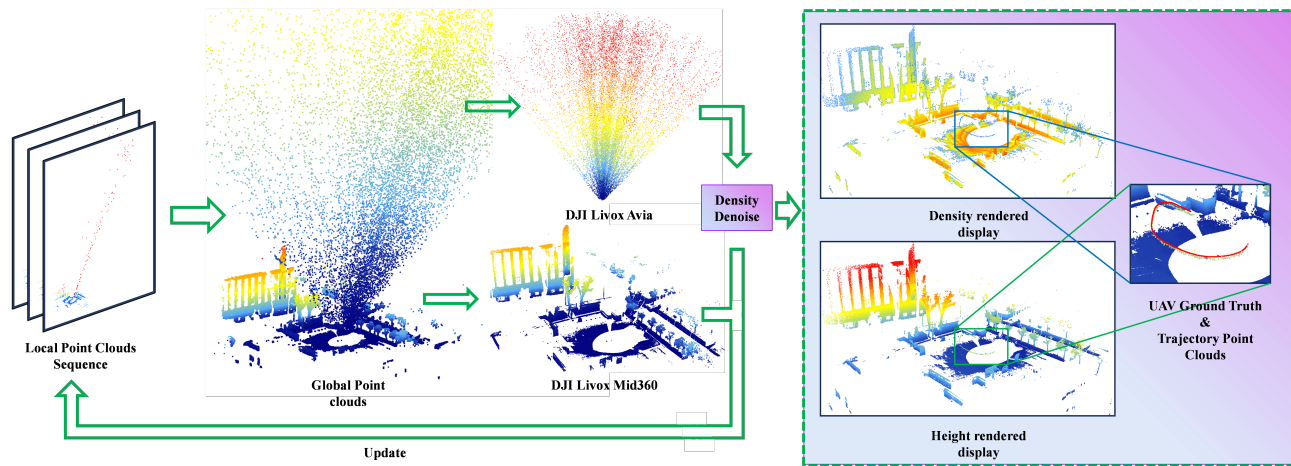 Local Point Clouds
Sequence
Global Point
clouds
DJI Livox Avia
DJI Livox Mid360
Density
Denoise
Update
Density rendered
display
Height rendered
display
UAV Ground Truth
&
Trajectory Point
Clouds